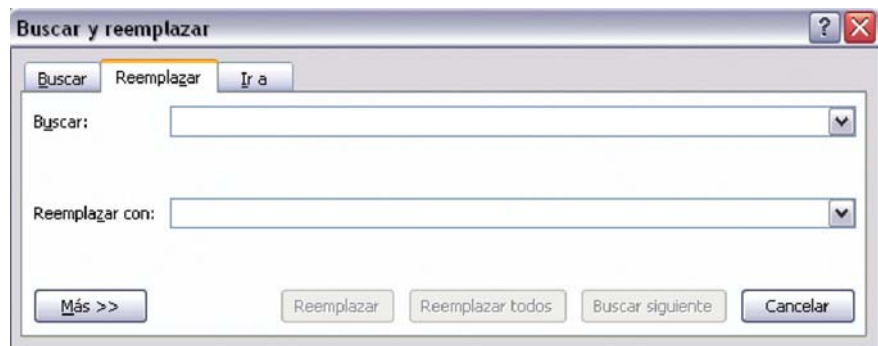 Buscar y reemplazar
Buscar Reemplazar Ir a
Buscar:
Reemplazar con:
Más >> Reemplazar Reemplazar todos Buscar siguiente Cancelar